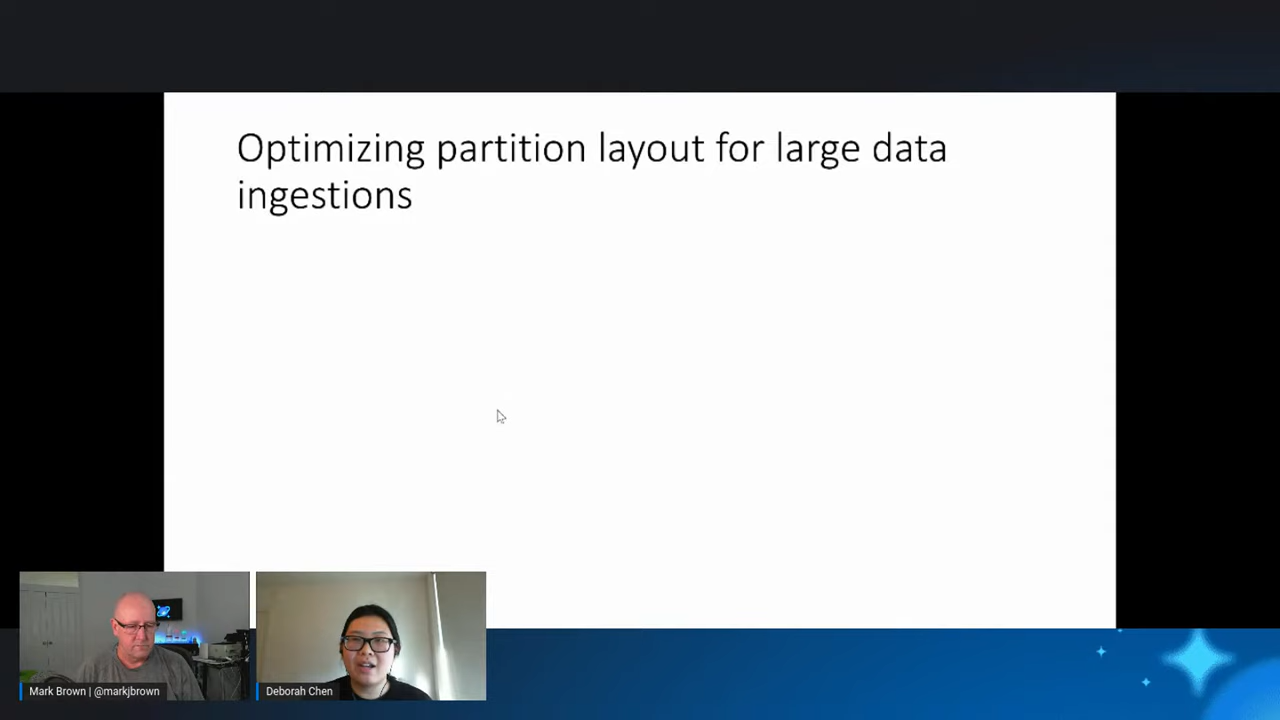 Optimizing partition layout for large data
ingestions
Mark Brown | @markjbrown
Deborah Chen